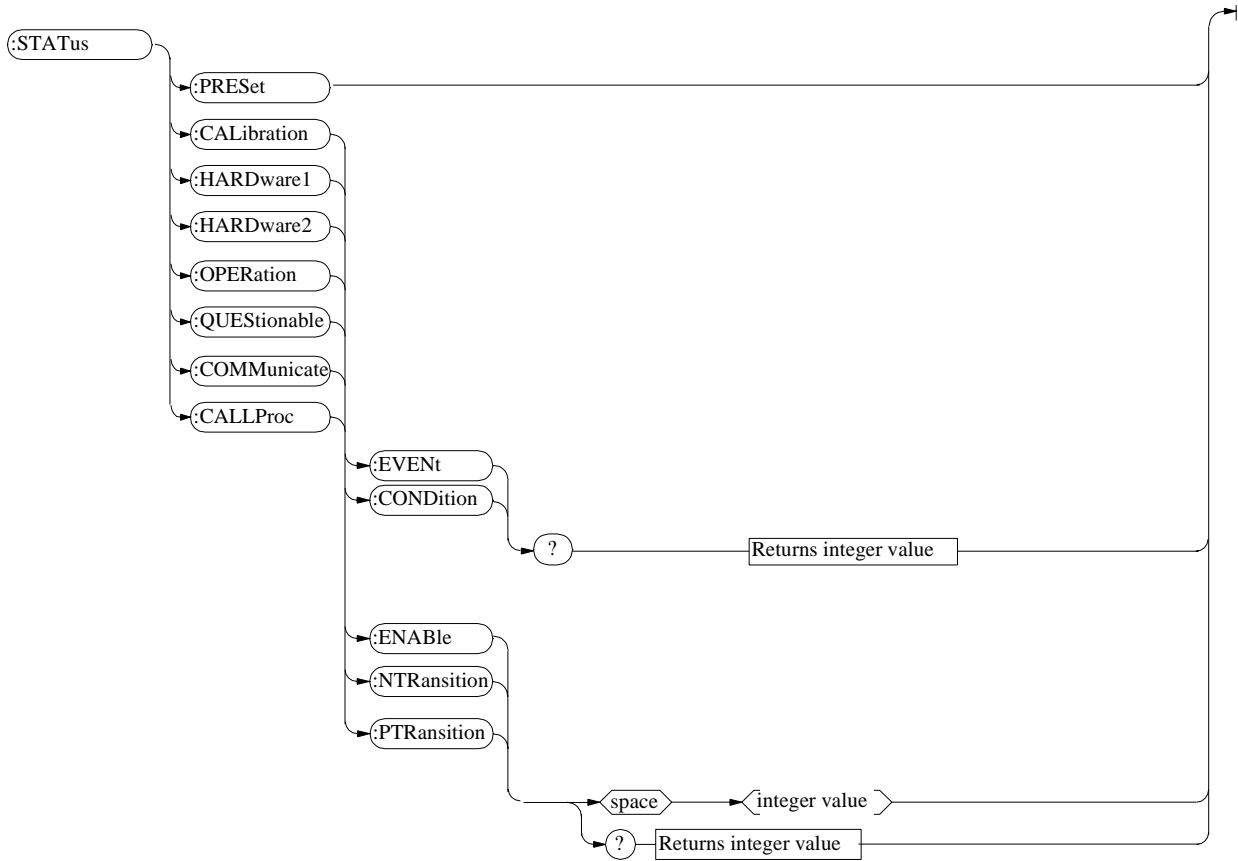 :STATus
:PRESet
:CALibration
:HARDware1
:HARDware2
:OPERation
:QUEStionable
:COMMunicate
:CALLProc
:EVENt
:CONDition
?
Returns integer value
:ENABle
:NTRansition
:PTRansition
space
integer value
?
Returns integer value